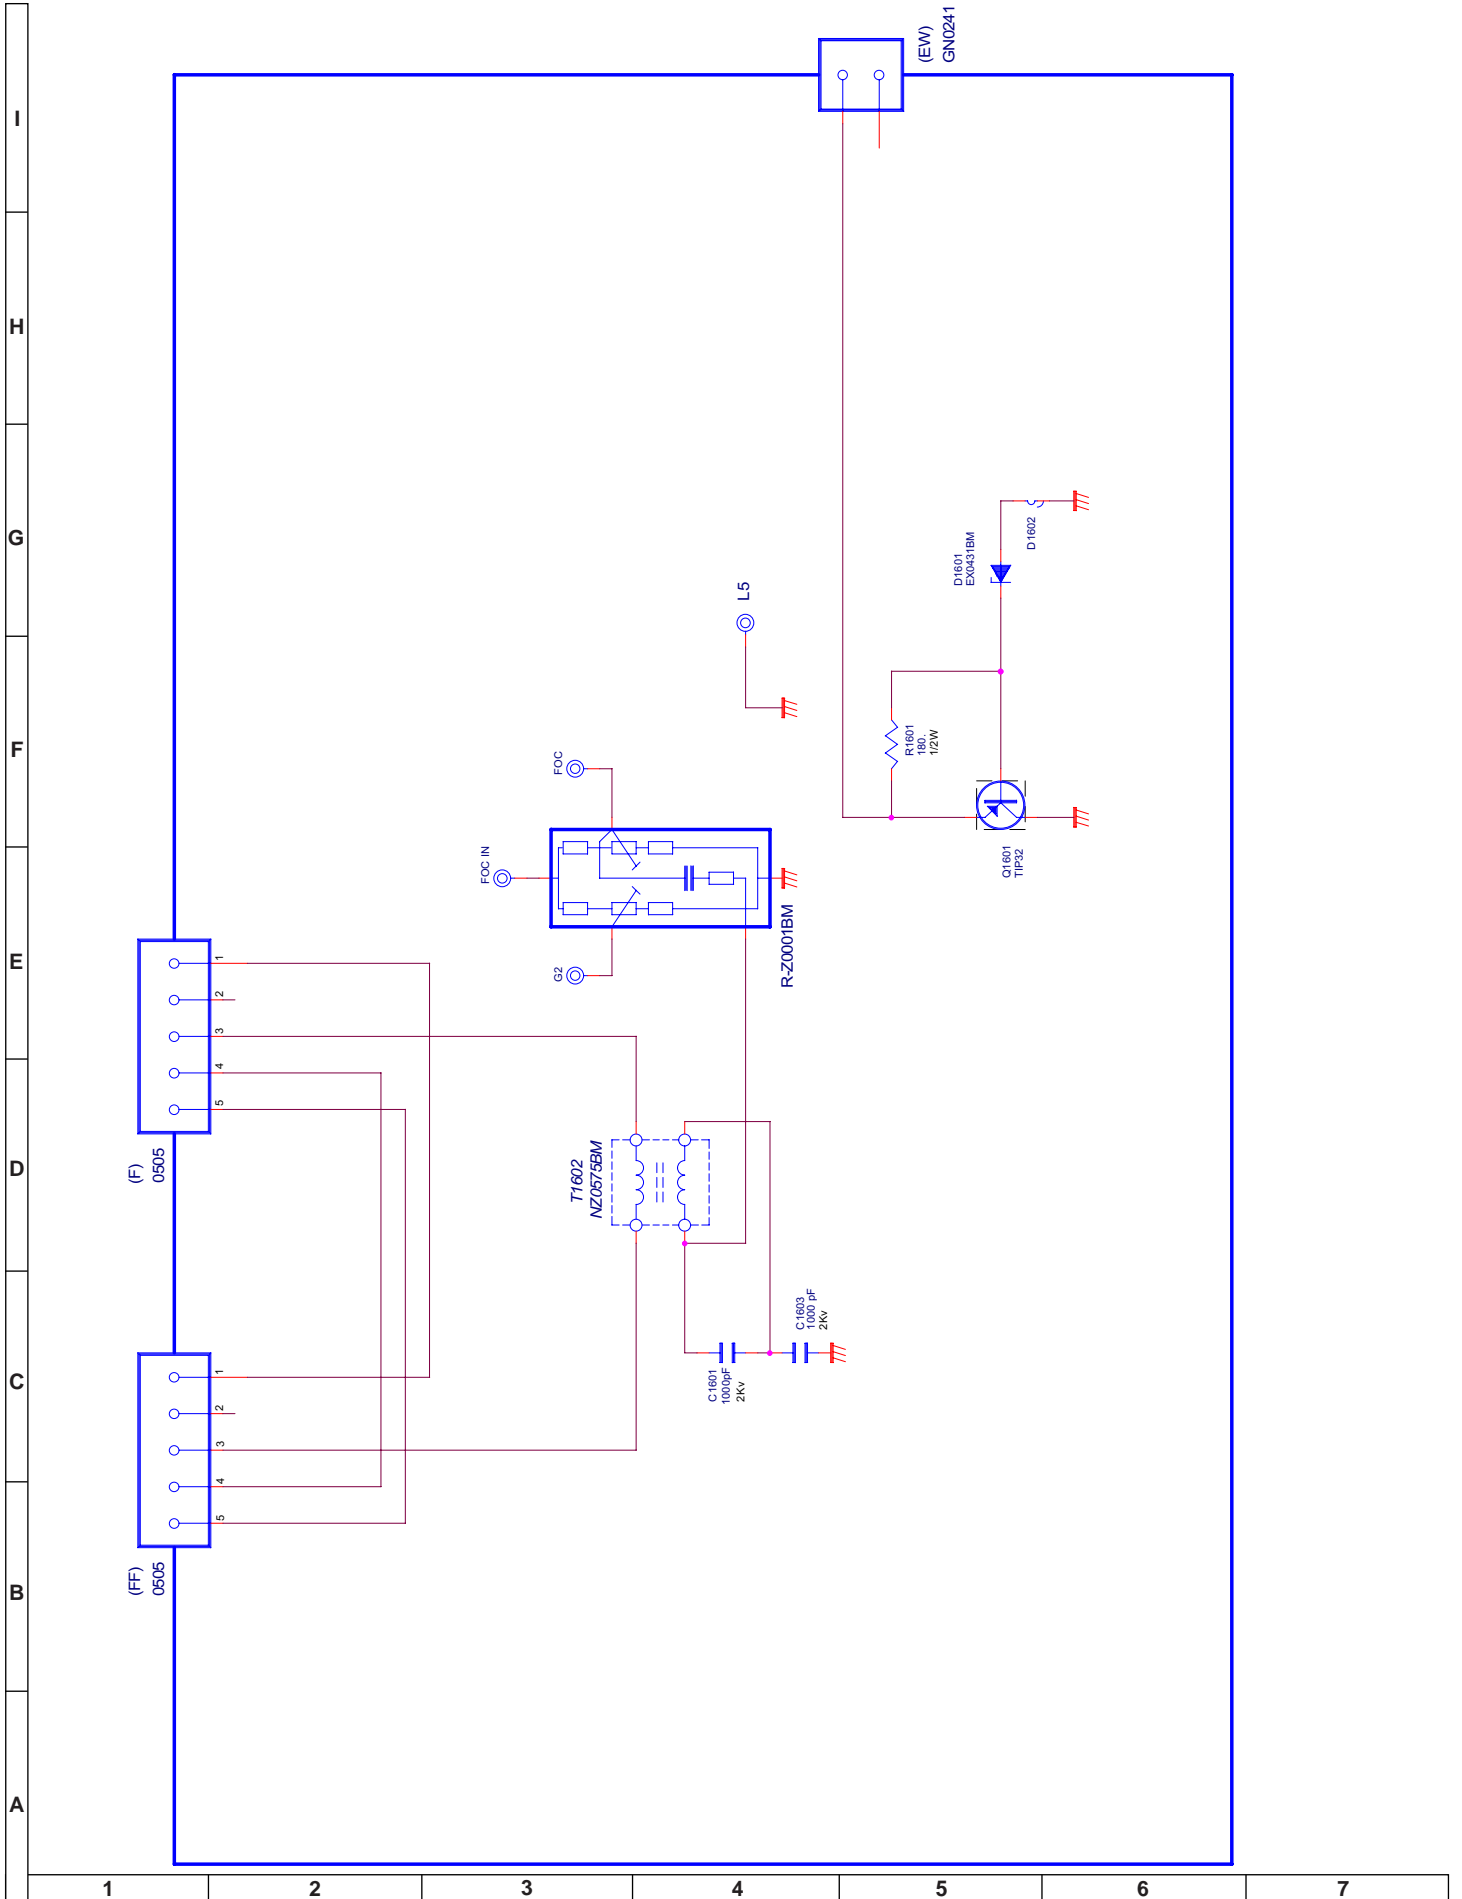 (EW)
GN0241
I
H
G
F
E
D
C
B
A
D1601
EX0431BM
D1602
L5
R1601
180.
1/2W
FOC
FOC IN
G2
Q1601
TIP32
R-Z0001BM
1
2
3
4
5
(F)
0505
T1602
NZ0575BM
C1603
1000 pF
2Kv
C1601
1000pF
2Kv
1
2
3
4
5
(FF)
0505
1
2
3
4
5
6
7